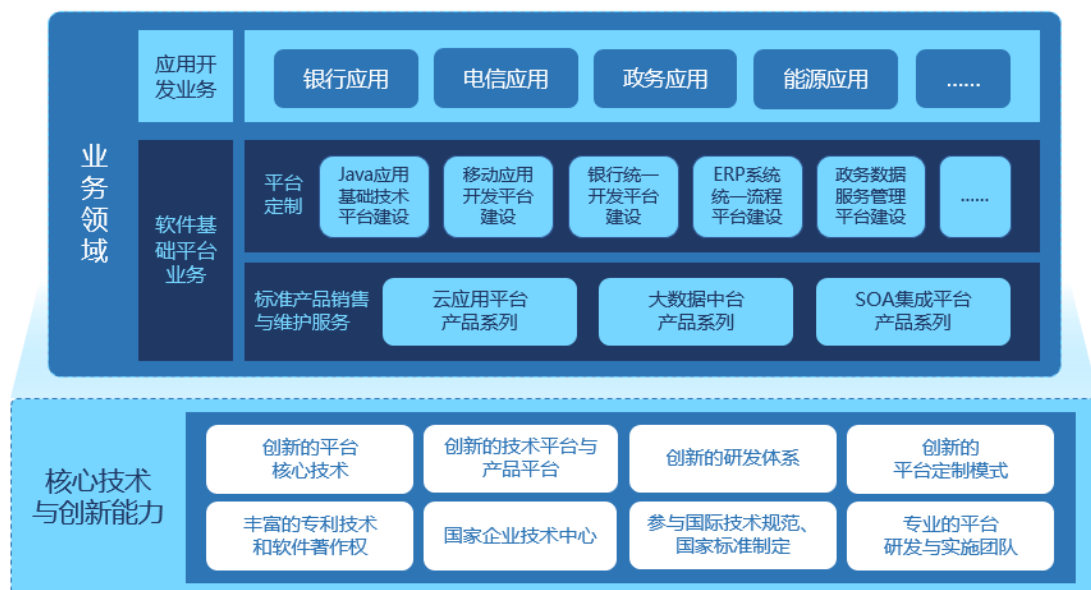 业务领域
应用开
发业务
银行应用
电信应用
政务应用
能源应用
......
软件基
础平台
业务
平台
定制
Java应用
基础技术
平台建设
移动应用
开发平台
建设
银行统一
开发平台
建设
ERP系统
统一流程
平台建设
政务数据
服务管理
平台建设
......
标准产品销售
与维护服务
云应用平台
产品系列
大数据中台
产品系列
SOA集成平台
产品系列
核心技术
与创新能力
创新的平台
核心技术
创新的技术平台与
产品平台
创新的研发体系
创新的
平台定制模式
丰富的专利技术
和软件著作权
国家企业技术中心
参与国际技术规范、
国家标准制定
专业的平台
研发与实施团队